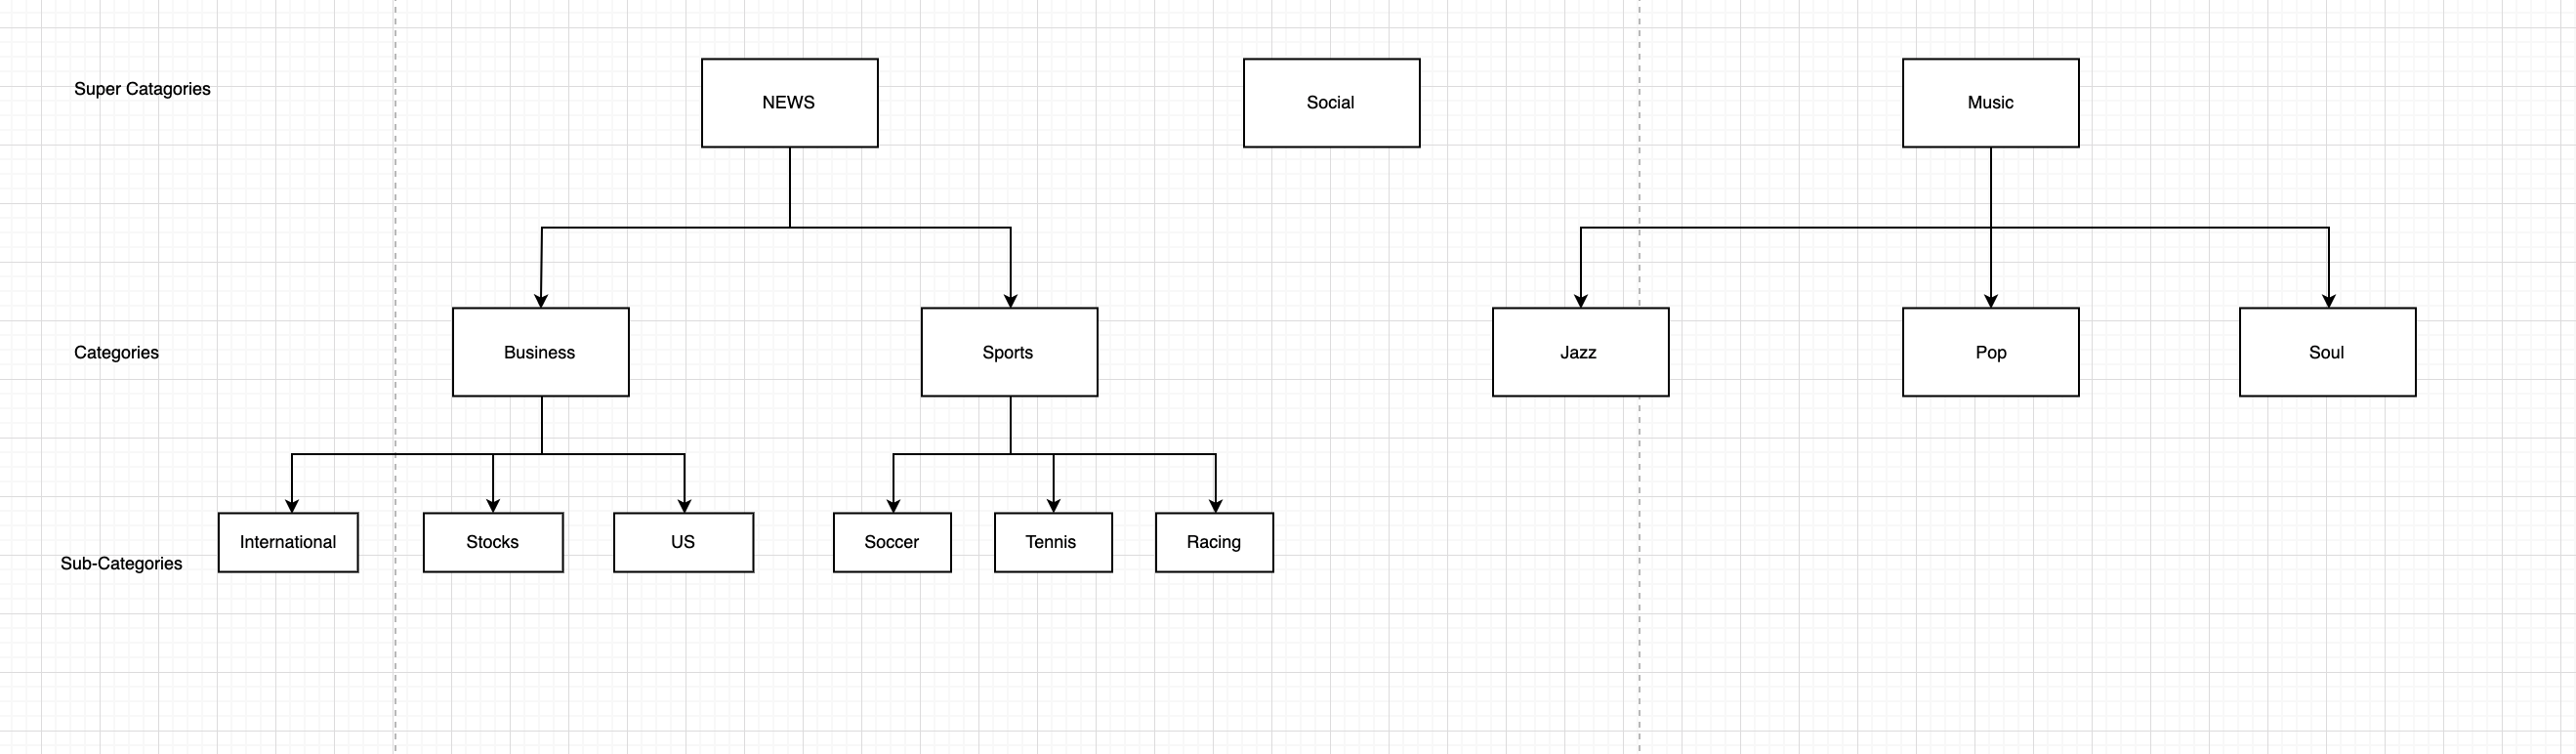 Super Catagories
NEWS
Social
Music
Categories
Business
Sports
Jazz
Pop
Soul
International
Stocks
US
Soccer
Tennis
Racing
Sub-Categories